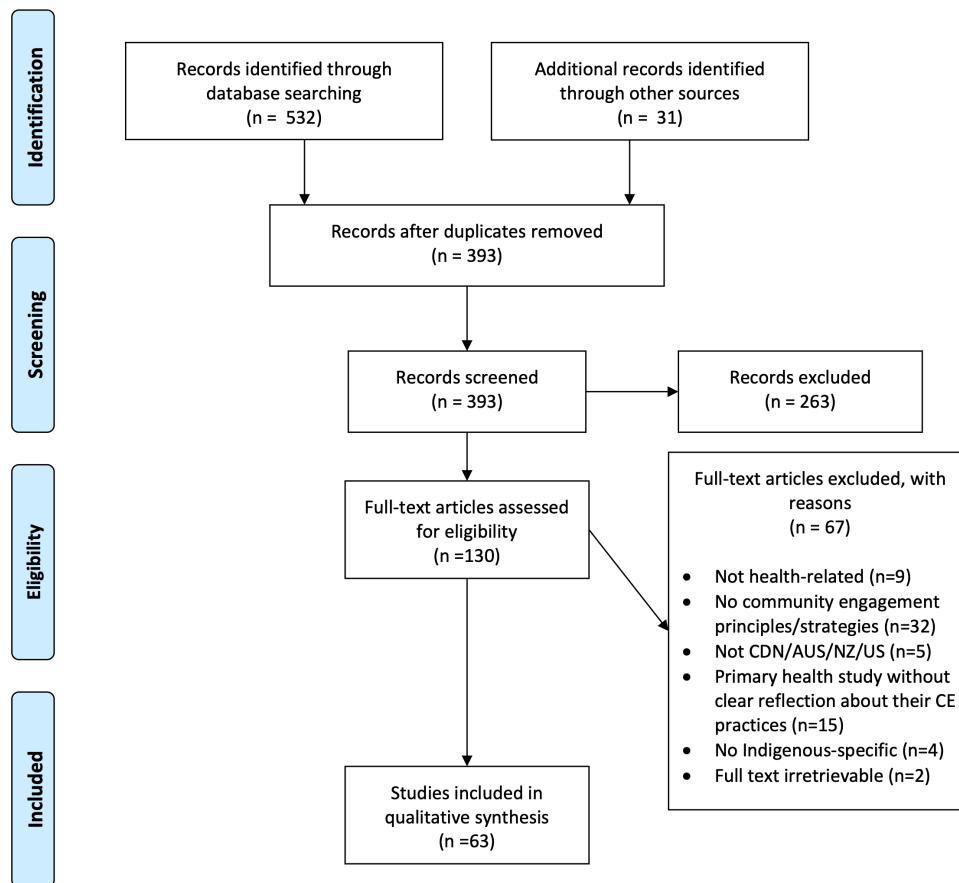 Identification
Records identified through
database searching
(n = 532)
Additional records identified
through other sources
(n = 31)
Records after duplicates removed
(n = 393)
Screening
Records screened
(n = 393)
Records excluded
(n = 263)
Eligibility
Full-text articles assessed
for eligibility
(n =130)
Full-text articles excluded, with
reasons
(n = 67)
• Not health-related (n=9)
• No community engagement
principles/strategies (n=32)
• Not CDN/AUS/NZ/US (n=5)
• Primary health study without
clear reflection about their CE
practices (n=15)
• No Indigenous-specific (n=4)
• Full text irretrievable (n=2)
Included
Studies included in
qualitative synthesis
(n =63)